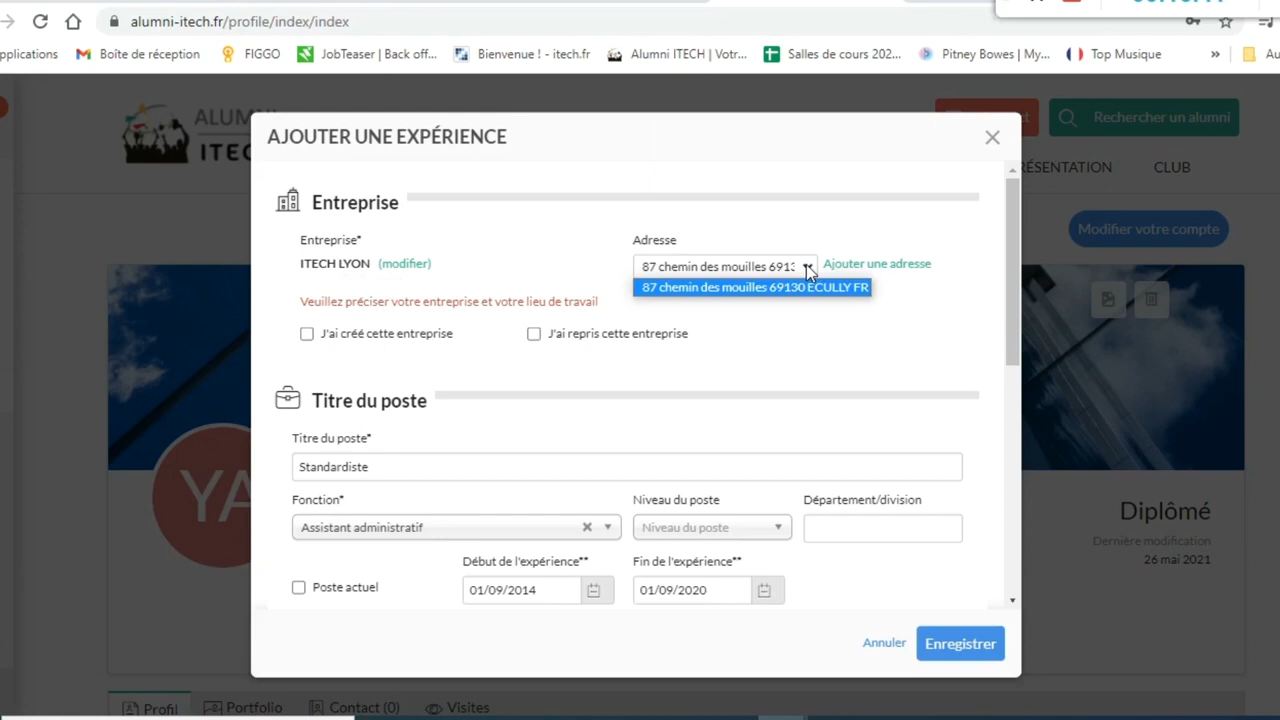 alumni-itech.fr/profile/index/index
pplications
Boîte de réception
FIGGO
JobTeaser | Back off...
Bienvenue ! - itech.fr
Alumni ITECH | Votr...
Salles de cours 202...
Pitney Bowes | My...
Top Musique
»
Au
ALUMNI
ITEC
ct
Rechercher un alumni
RÉSENTATION
CLUB
Modifier votre compte
AJOUTER UNE EXPÉRIENCE
Entreprise
Entreprise*
Adresse
ITECH LYON (modifier)
87 chemin des mouilles 6913
Ajouter une adresse
87 chemin des mouilles 69130 ECULLY FR
Veuillez préciser votre entreprise et votre lieu de travail
J'ai créé cette entreprise
J'ai repris cette entreprise
Titre du poste
Titre du poste*
Standardiste
Fonction*
Niveau du poste
Département/division
Assistant administratif
Niveau du poste
Début de l'expérience**
Fin de l'expérience**
Poste actuel
01/09/2014
01/09/2020
Annuler
Enregistrer
YA
Diplômé
Dernière modification
26 mai 2021
Profil
Portfolio
Contact (0)
Visites